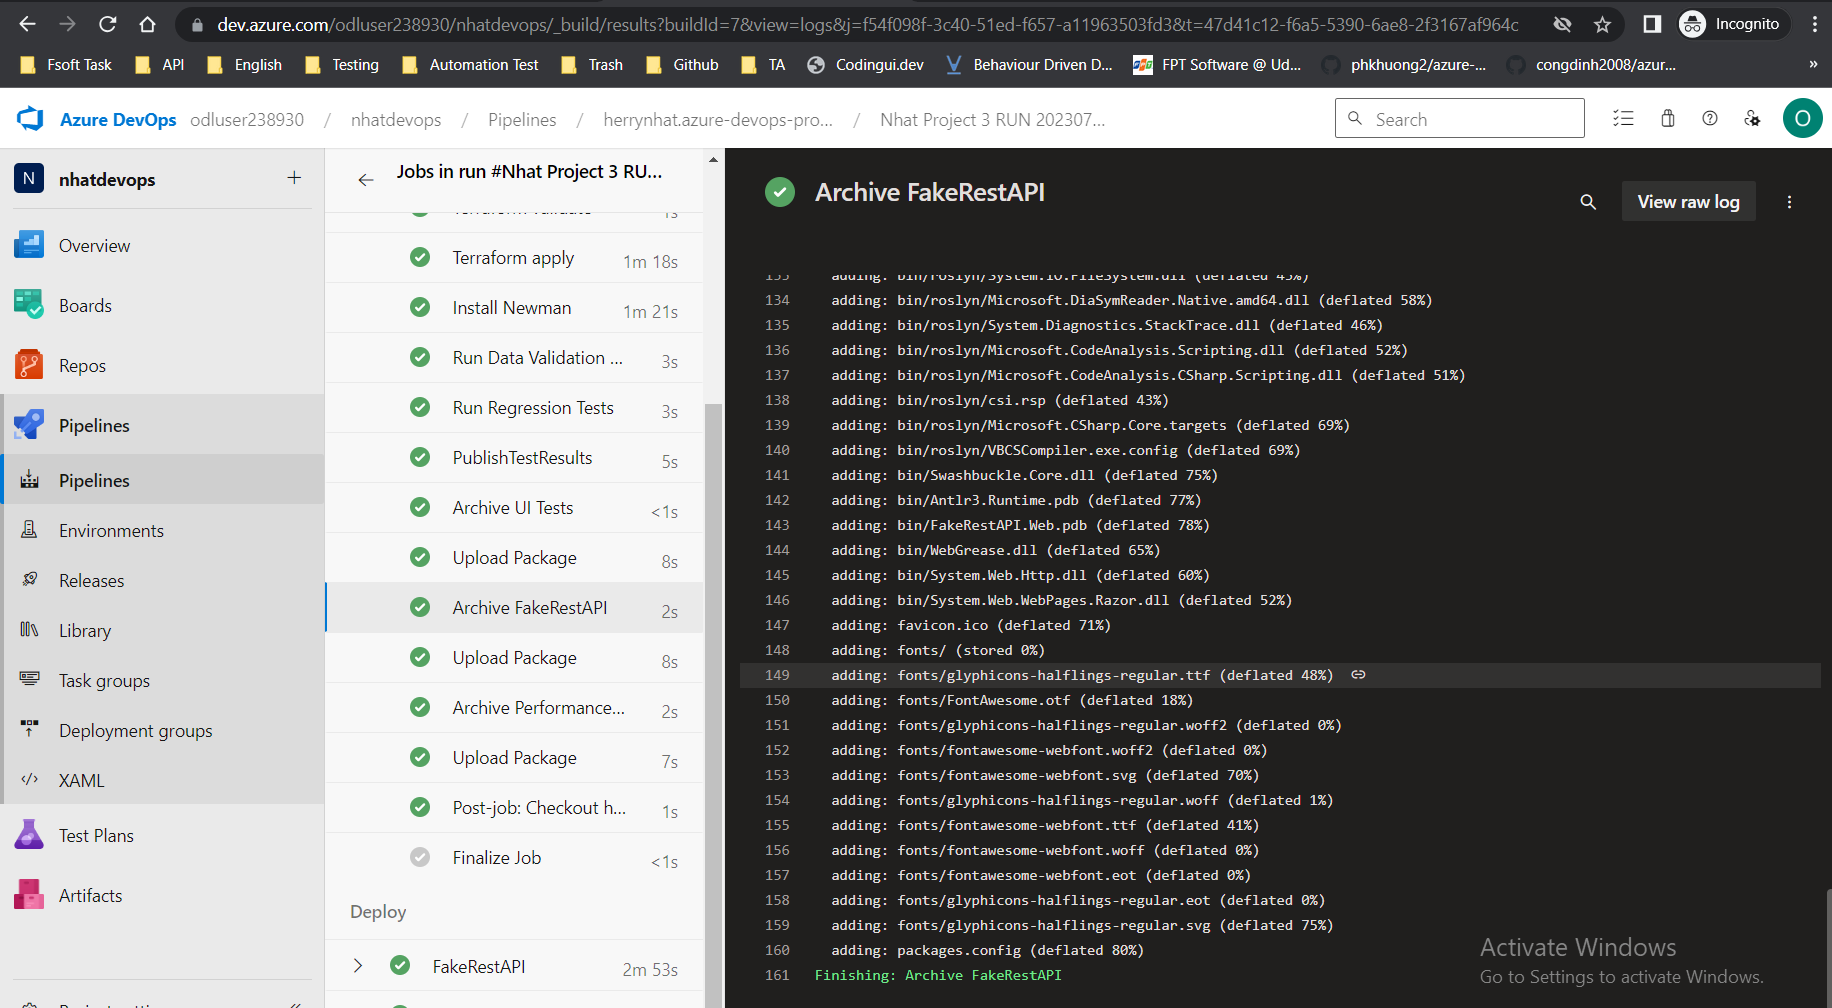 dev.azure.com/odluser238930/nhatdevops/_build/results?buildId=7&view=logs&j=f54f098f-3c40-51ed-f657-a11963503fd3&t=47d41c12-f6a5-5390-6ae8-2f3167af964c
Incognito
Fsoft Task
API
English
Testing
Automation Test
Trash
Github
TA
Codingui.dev
Behaviour Driven D...
FPT Software @ Ud...
phkhuong2/azure-...
congdinh2008/azur...
»
Azure DevOps
odluser238930 / nhatdevops / Pipelines / herrynhat.azure-devops-pro... / Nhat Project 3 RUN 202307...
Search
O
N nhatdevops
Overview
Boards
Repos
Pipelines
Pipelines
Environments
Releases
Library
Task groups
Deployment groups
XAML
Test Plans
Artifacts
Jobs in run #Nhat Project 3 RU...
Terraform validate 1s
Terraform apply 1m 18s
Install Newman 1m 21s
Run Data Validation ... 3s
Run Regression Tests 3s
PublishTestResults 5s
Archive UI Tests <1s
Upload Package 8s
Archive FakeRestAPI 2s
Upload Package 8s
Archive Performance... 2s
Upload Package 7s
Post-job: Checkout h... 1s
Finalize Job <1s
Deploy
FakeRestAPI 2m 53s
Archive FakeRestAPI
View raw log
133 adding: bin/roslyn/System.IO.FileSystem.dll (deflated 45%)
134 adding: bin/roslyn/Microsoft.DiaSymReader.Native.amd64.dll (deflated 58%)
135 adding: bin/roslyn/System.Diagnostics.StackTrace.dll (deflated 46%)
136 adding: bin/roslyn/Microsoft.CodeAnalysis.Scripting.dll (deflated 52%)
137 adding: bin/roslyn/Microsoft.CodeAnalysis.CSharp.Scripting.dll (deflated 51%)
138 adding: bin/roslyn/csi.rsp (deflated 43%)
139 adding: bin/roslyn/Microsoft.CSharp.Core.targets (deflated 69%)
140 adding: bin/roslyn/VBCSCompiler.exe.config (deflated 69%)
141 adding: bin/Swashbuckle.Core.dll (deflated 75%)
142 adding: bin/Antlr3.Runtime.pdb (deflated 77%)
143 adding: bin/FakeRestAPI.Web.pdb (deflated 78%)
144 adding: bin/WebGrease.dll (deflated 65%)
145 adding: bin/System.Web.Http.dll (deflated 60%)
146 adding: bin/System.Web.WebPages.Razor.dll (deflated 52%)
147 adding: favicon.ico (deflated 71%)
148 adding: fonts/ (stored 0%)
149 adding: fonts/glyphicons-halflings-regular.ttf (deflated 48%)
150 adding: fonts/FontAwesome.otf (deflated 18%)
151 adding: fonts/glyphicons-halflings-regular.woff2 (deflated 0%)
152 adding: fonts/fontawesome-webfont.woff2 (deflated 0%)
153 adding: fonts/fontawesome-webfont.svg (deflated 70%)
154 adding: fonts/glyphicons-halflings-regular.woff (deflated 1%)
155 adding: fonts/fontawesome-webfont.ttf (deflated 41%)
156 adding: fonts/fontawesome-webfont.woff (deflated 0%)
157 adding: fonts/fontawesome-webfont.eot (deflated 0%)
158 adding: fonts/glyphicons-halflings-regular.eot (deflated 0%)
159 adding: fonts/glyphicons-halflings-regular.svg (deflated 75%)
160 adding: packages.config (deflated 80%)
161 Finishing: Archive FakeRestAPI
Activate Windows
Go to Settings to activate Windows.